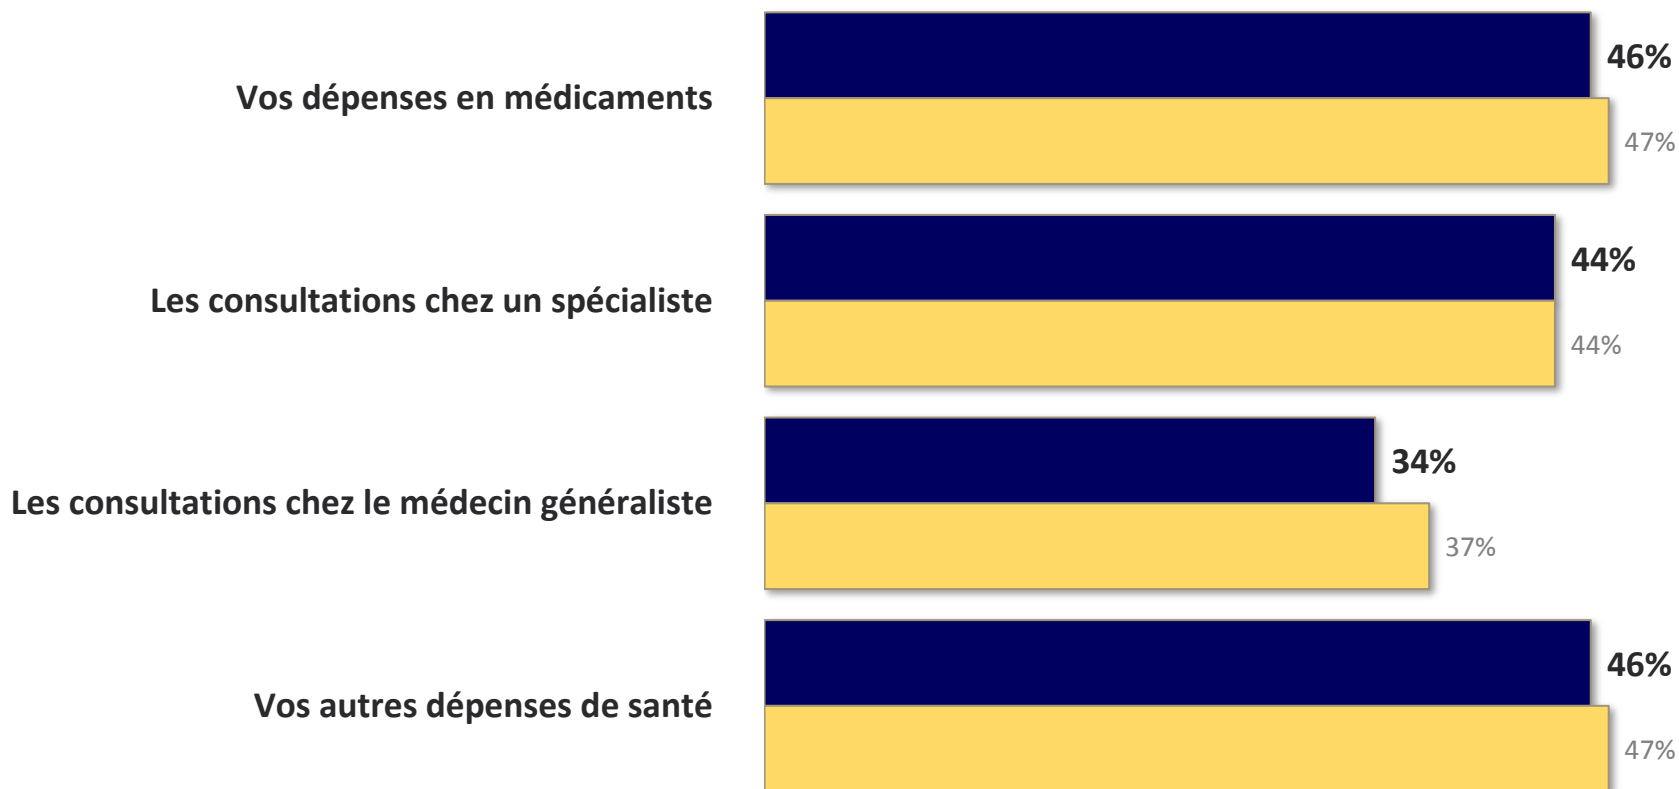 46%
Vos dépenses en médicaments
47%
44%
Les consultations chez un spécialiste
44%
34%
Les consultations chez le médecin généraliste
37%
46%
Vos autres dépenses de santé
47%